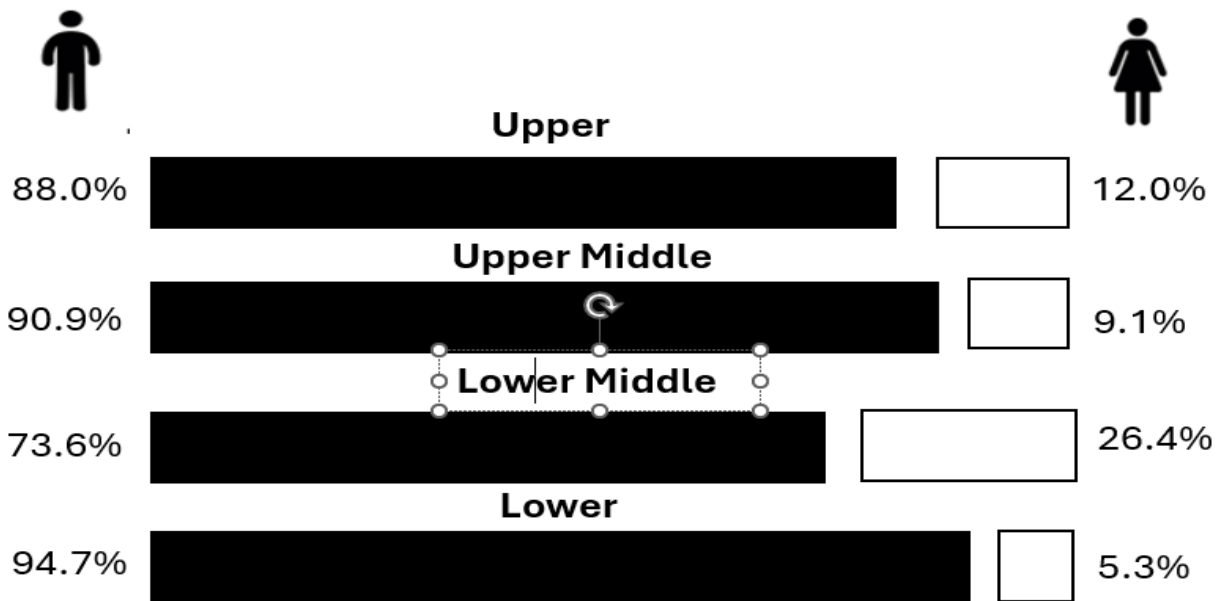 Upper
88.0% 12.0%
Upper Middle
90.9% 9.1%
Lower Middle
73.6% 26.4%
Lower
94.7% 5.3%